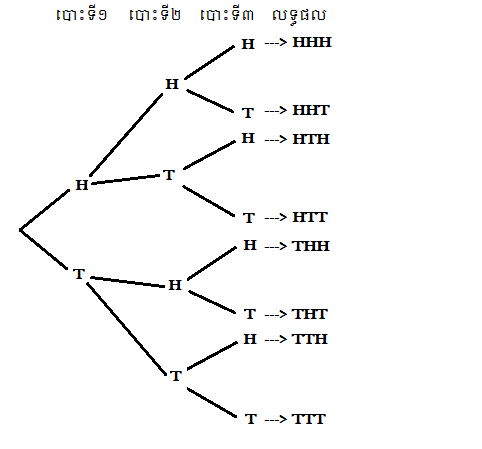 បោះទី១ បោះទី២ បោះទី៣ លទ្ធផល
H ---> HHH
H
T ---> HHT
H ---> HTH
T
H
T ---> HTT
H ---> THH
T
H
T ---> THT
H ---> TTH
T
T ---> TTT